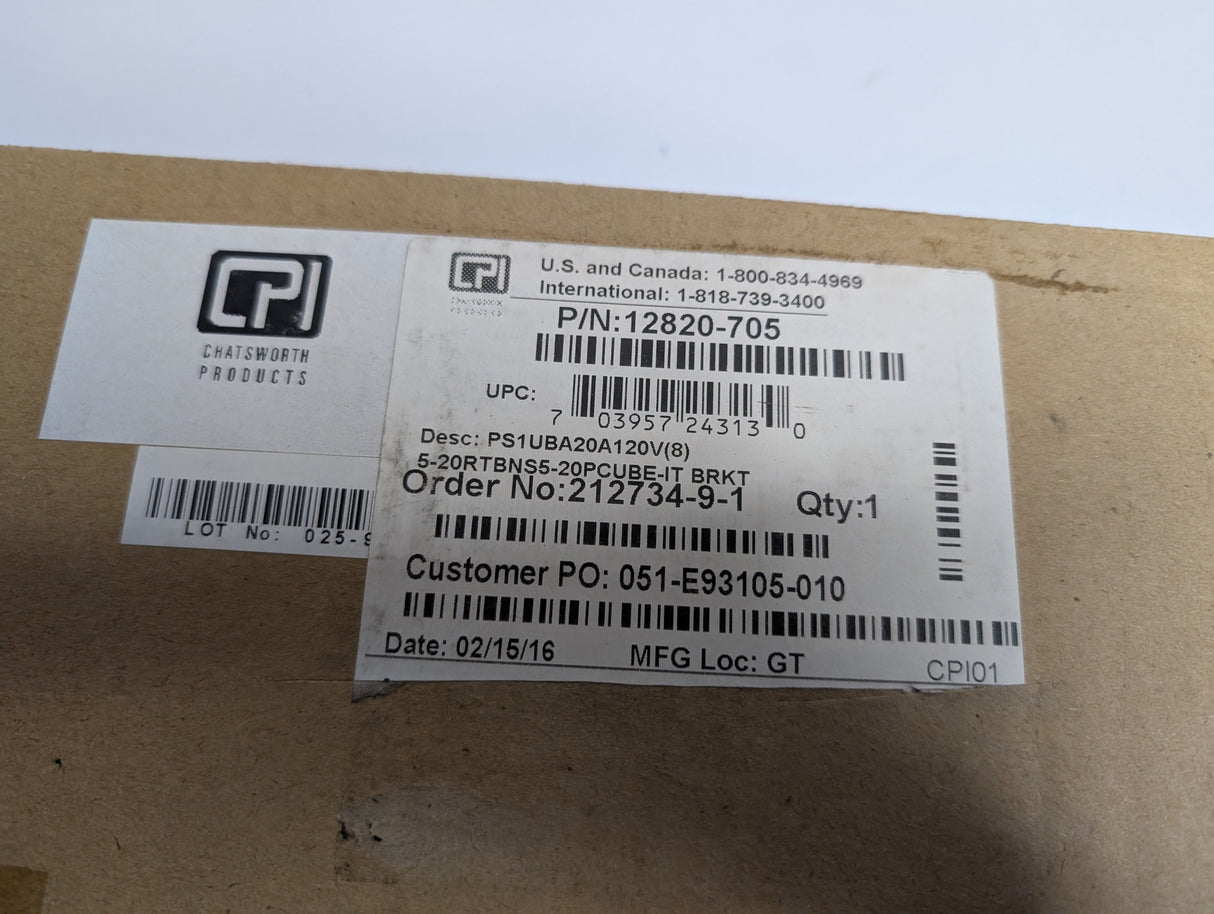 CPI
CHATSWORTH
PRODUCTS
LOT No: 025-9
CPI
CHATSWORTH
PRODUCTS
U.S. and Canada: 1-800-834-4969
International: 1-818-739-3400
P/N:12820-705
UPC:
7 03957 24313 0
Desc: PS1UBA20A120V(8)
5-20RTBNS5-20PCUBE-IT BRKT
Order No:212734-9-1 Qty:1
Customer PO: 051-E93105-010
Date: 02/15/16 MFG Loc: GT CPI01